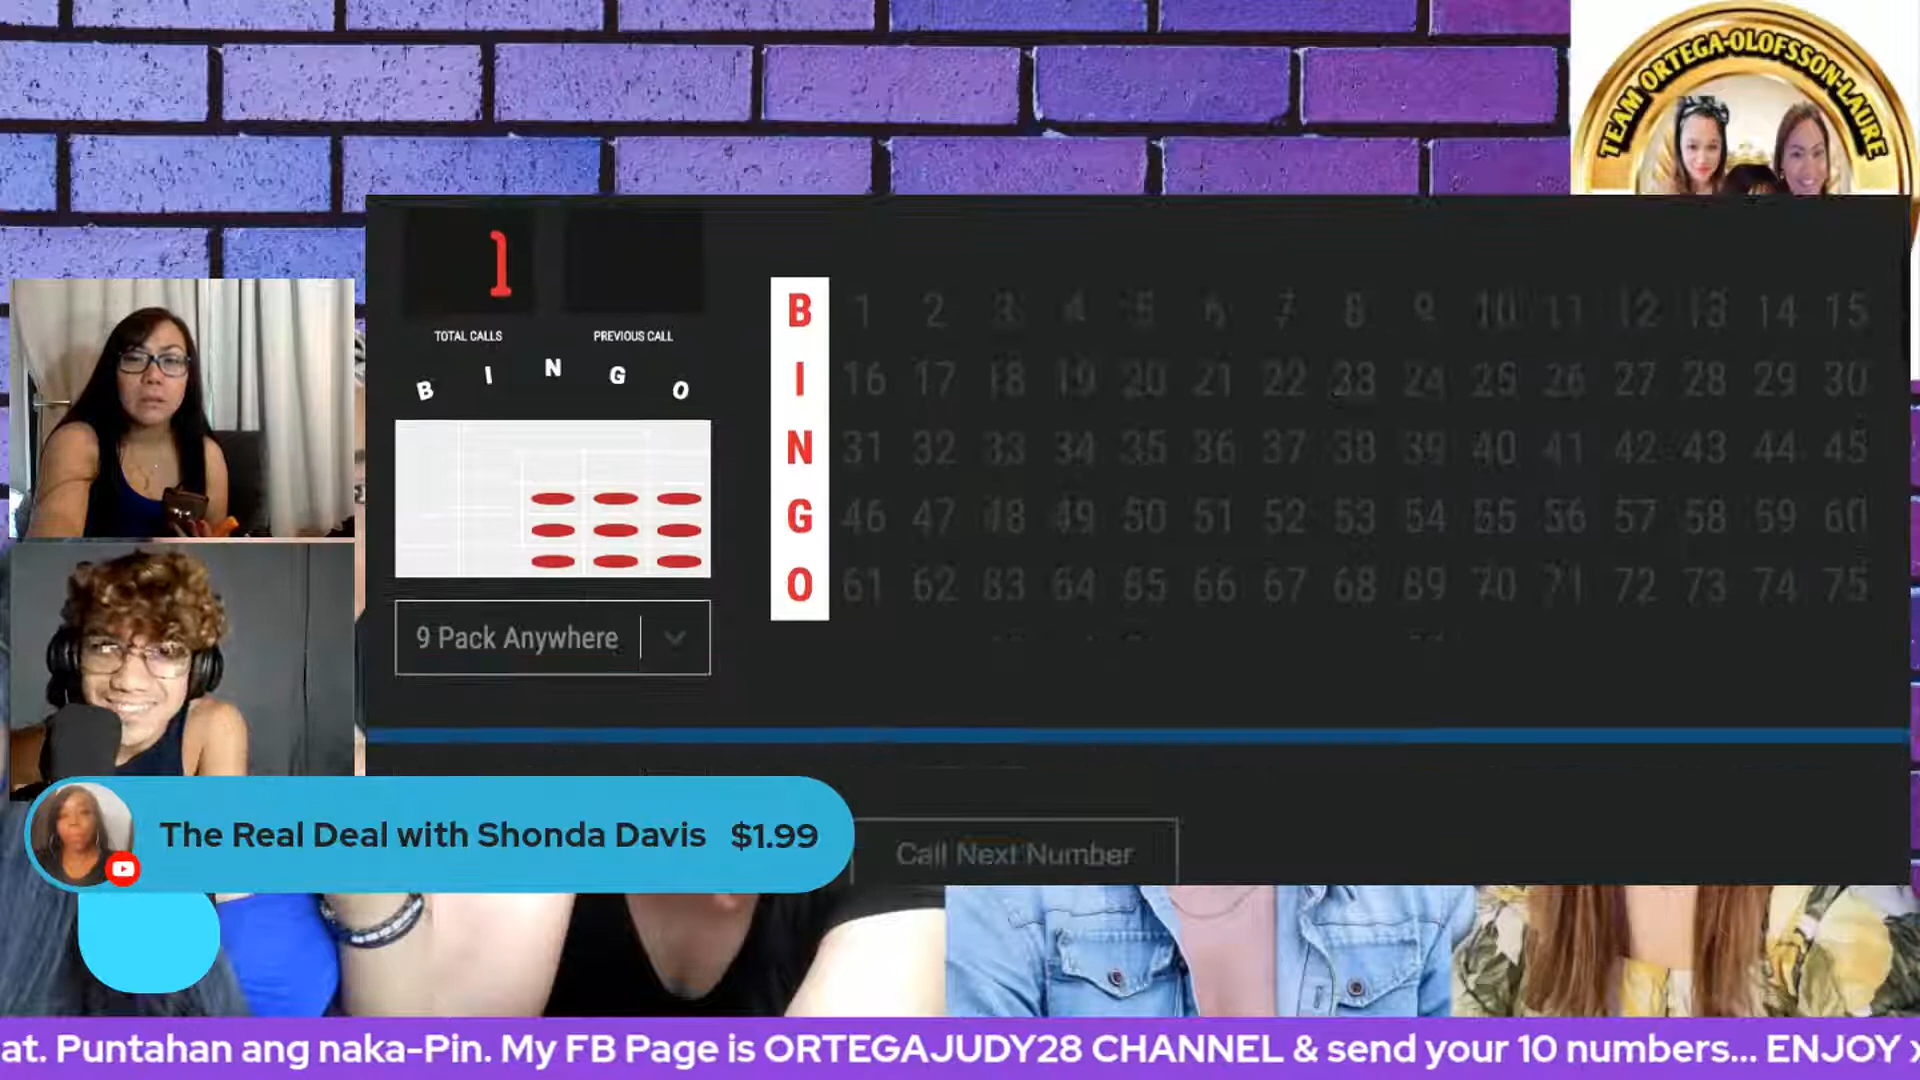 TEAM ORTEGA-OLOFSSON-LAURE
1
TOTAL CALLS
PREVIOUS CALL
B I N G O
9 Pack Anywhere
B 1 2 3 4 5 6 7 8 9 10 11 12 13 14 15
I 16 17 18 19 20 21 22 23 24 25 26 27 28 29 30
N 31 32 33 34 35 36 37 38 39 40 41 42 43 44 45
G 46 47 48 49 50 51 52 53 54 55 56 57 58 59 60
O 61 62 63 64 65 66 67 68 69 70 71 72 73 74 75
The Real Deal with Shonda Davis $1.99
Call Next Number
at. Puntahan ang naka-Pin. My FB Page is ORTEGAJUDY28 CHANNEL & send your 10 numbers... ENJOY